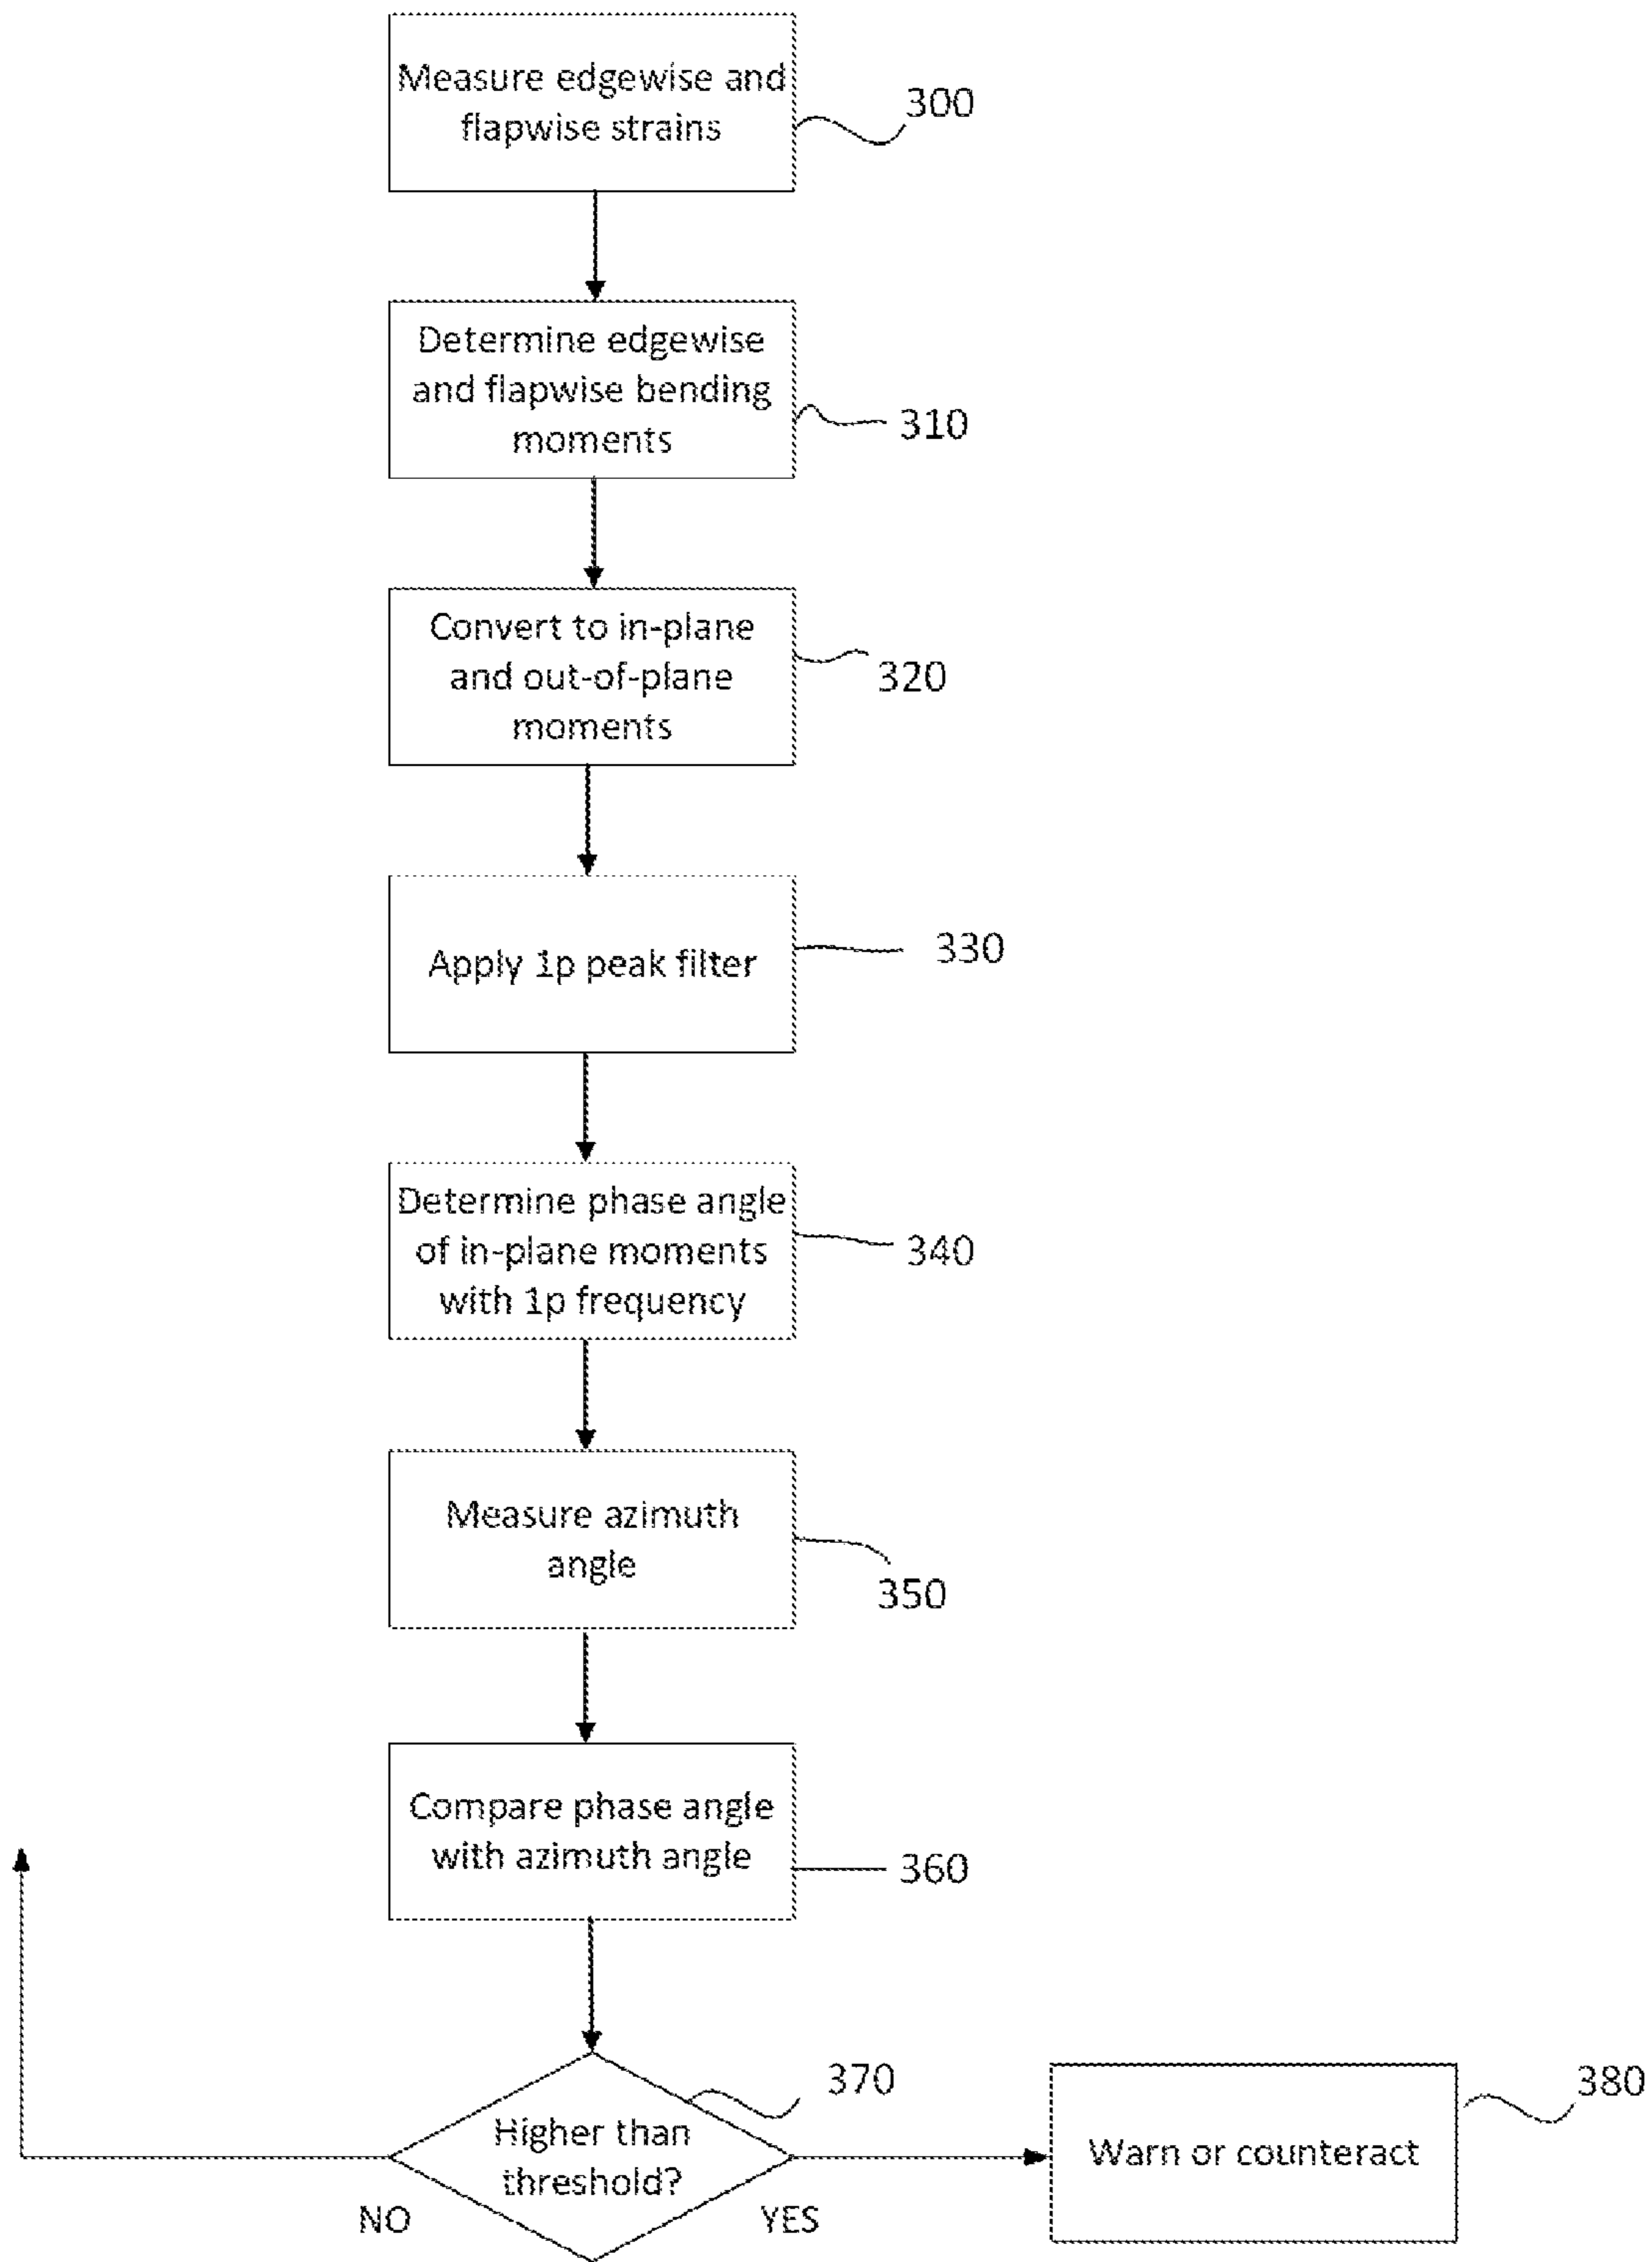 Measure edgewise and
flapwise strains
300
Determine edgewise
and flapwise bending
moments
310
Convert to in-plane
and out-of-plane
moments
320
Apply 1p peak filter
330
Determine phase angle
of in-plane moments
with 1p frequency
340
Measure azimuth
angle
350
Compare phase angle
with azimuth angle
360
370
Higher than
threshold?
NO
YES
Warn or counteract
380